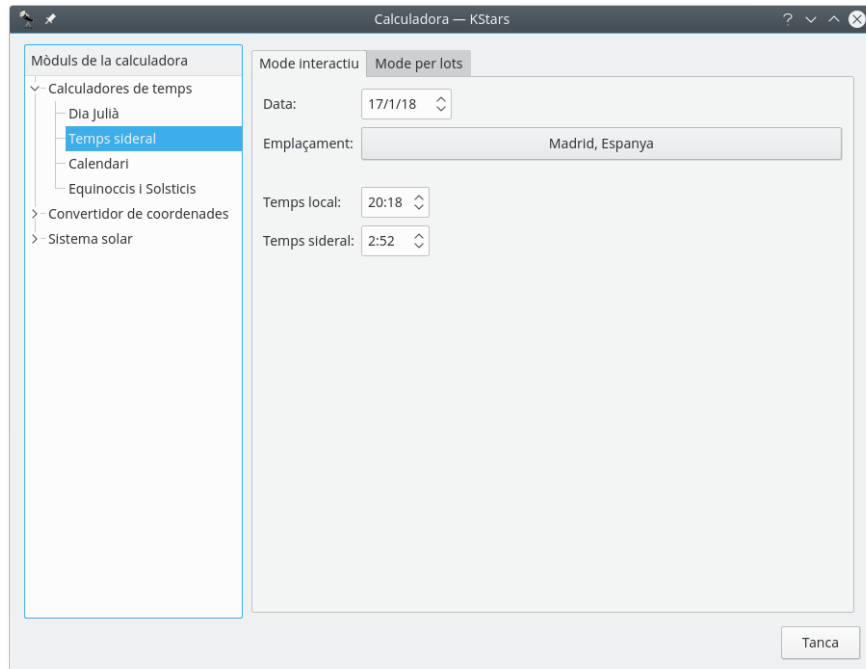 Calculadora — KStars
Mòduls de la calculadora
Calculadores de temps
Dia Julià
Temps sideral
Calendari
Equinoccis i Solsticis
Convertidor de coordenades
Sistema solar
Mode interactiu
Mode per lots
Data: 17/1/18
Emplaçament: Madrid, Espanya
Temps local: 20:18
Temps sideral: 2:52
Tanca